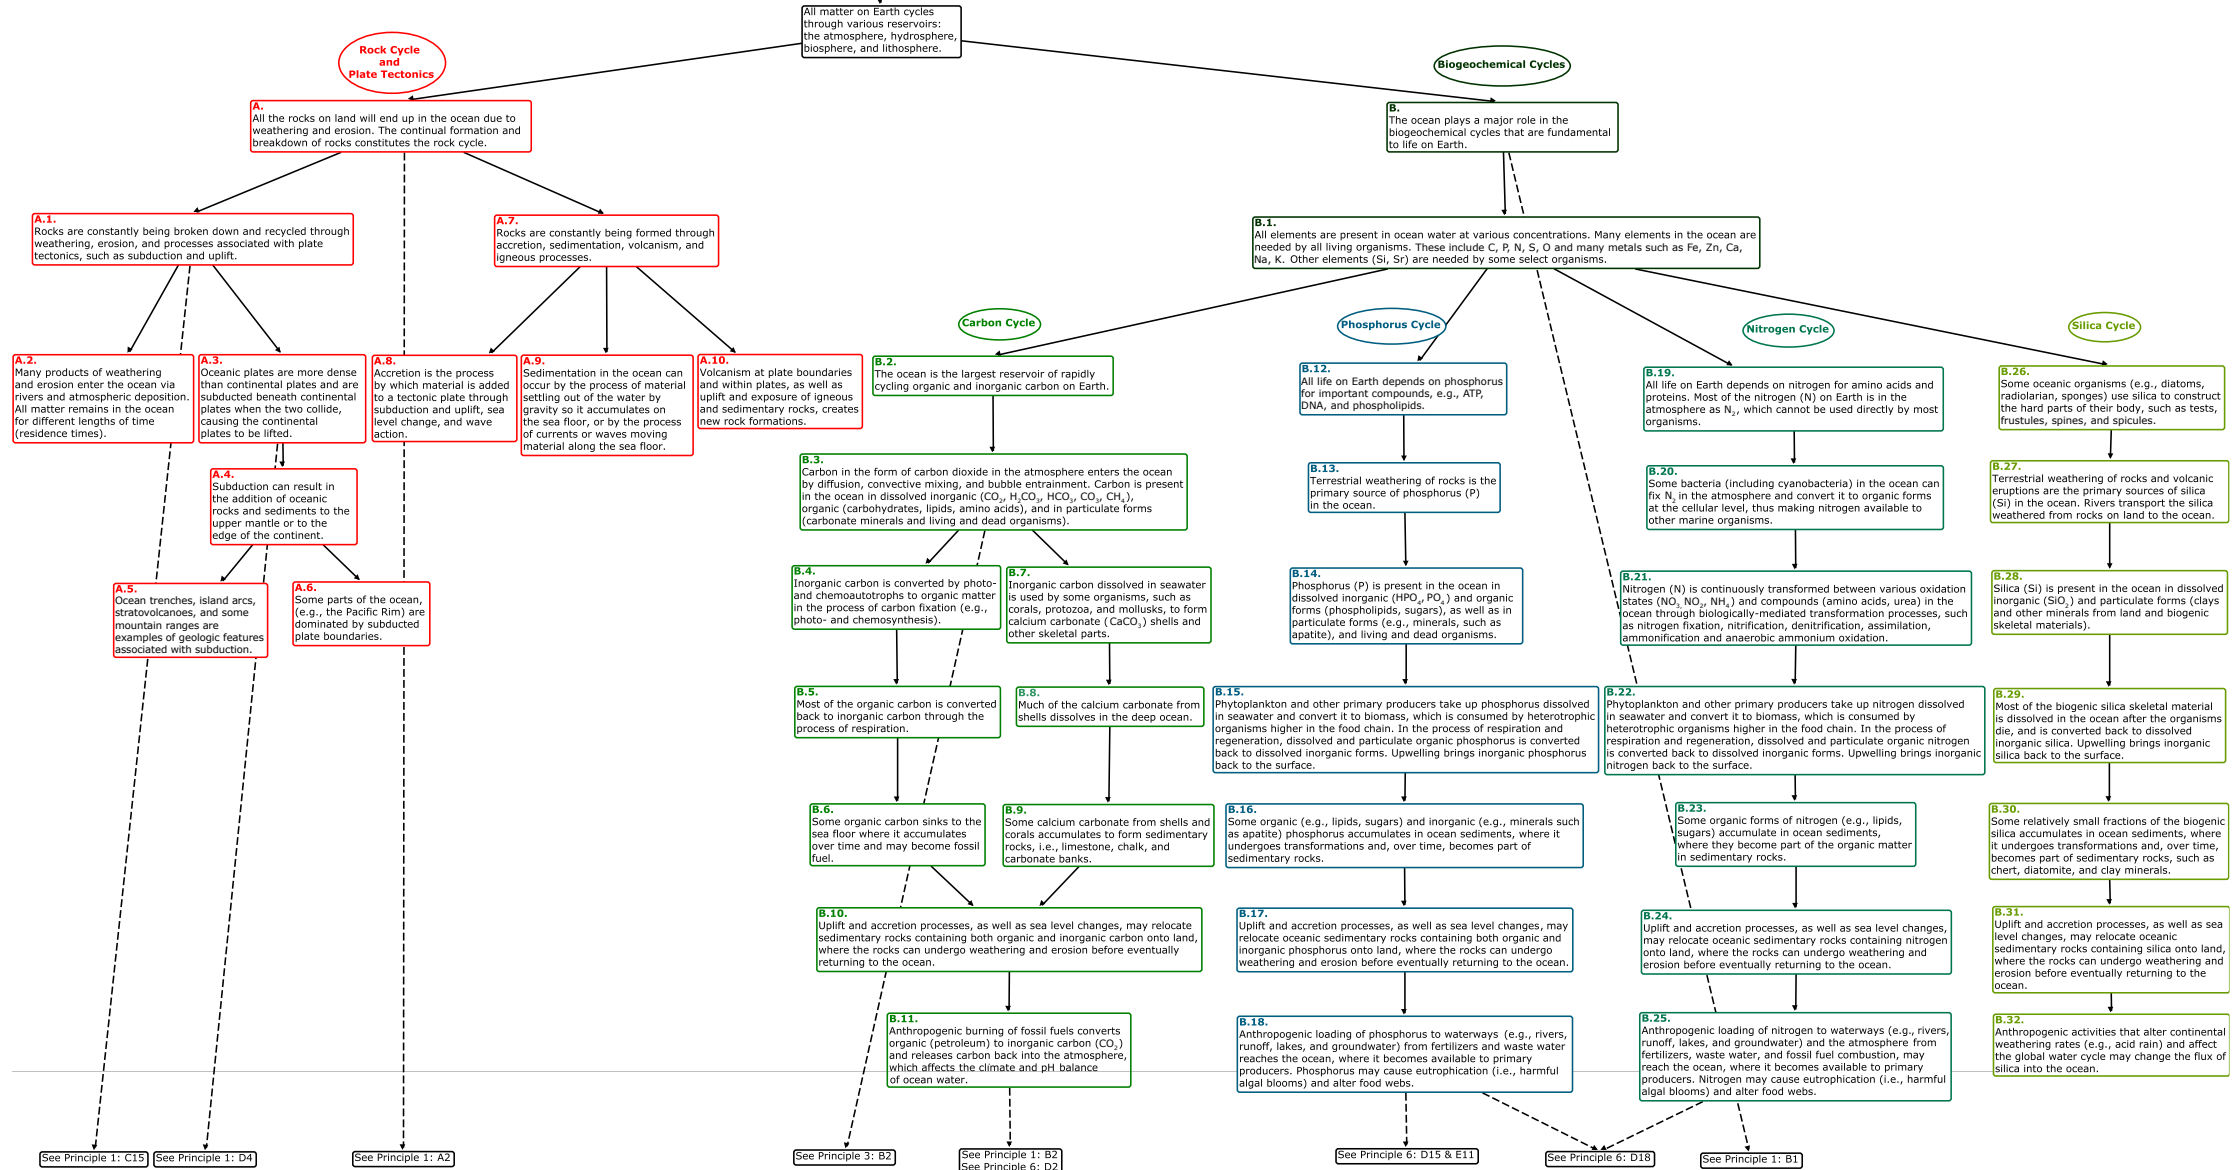 All matter on Earth cycles
through various reservoirs:
the atmosphere, hydrosphere,
biosphere, and lithosphere.
Rock Cycle
and
Plate Tectonics
Biogeochemical Cycles
A.
All the rocks on land will end up in the ocean due to
weathering and erosion. The continual formation and
breakdown of rocks constitutes the rock cycle.
B.
The ocean plays a major role in the
biogeochemical cycles that are fundamental
to life on Earth.
A.1.
Rocks are constantly being broken down and recycled through
weathering, erosion, and processes associated with plate
tectonics, such as subduction and uplift.
A.7.
Rocks are constantly being formed through
accretion, sedimentation, volcanism, and
igneous processes.
B.1.
All elements are present in ocean water at various concentrations. Many elements in the ocean are
needed by all living organisms. These include C, P, N, S, O and many metals such as Fe, Zn, Ca,
Na, K. Other elements (Si, Sr) are needed by some select organisms.
Carbon Cycle
Phosphorus Cycle
Nitrogen Cycle
Silica Cycle
A.2.
Many products of weathering
and erosion enter the ocean via
rivers and atmospheric deposition.
All matter remains in the ocean
for different lengths of time
(residence times).
A.3.
Oceanic plates are more dense
than continental plates and are
subducted beneath continental
plates when the two collide,
causing the continental
plates to be lifted.
A.8.
Accretion is the process
by which material is added
to a tectonic plate through
subduction and uplift, sea
level change, and wave
action.
A.9.
Sedimentation in the ocean can
occur by the process of material
settling out of the water by
gravity so it accumulates on
the sea floor, or by the process
of currents or waves moving
material along the sea floor.
A.10.
Volcanism at plate boundaries
and within plates, as well as
uplift and exposure of igneous
and sedimentary rocks, creates
new rock formations.
A.4.
Subduction can result in
the addition of oceanic
rocks and sediments to the
upper mantle or to the
edge of the continent.
A.5.
Ocean trenches, island arcs,
stratovolcanoes, and some
mountain ranges are
examples of geologic features
associated with subduction.
A.6.
Some parts of the ocean,
(e.g., the Pacific Rim) are
dominated by subducted
plate boundaries.
B.2.
The ocean is the largest reservoir of rapidly
cycling organic and inorganic carbon on Earth.
B.3.
Carbon in the form of carbon dioxide in the atmosphere enters the ocean
by diffusion, convective mixing, and bubble entrainment. Carbon is present
in the ocean in dissolved inorganic (CO₂, H₂CO₃, HCO₃, CO₃, CH₄),
organic (carbohydrates, lipids, amino acids), and in particulate forms
(carbonate minerals and living and dead organisms).
B.4.
Inorganic carbon is converted by photo-
and chemoautotrophs to organic matter
in the process of carbon fixation (e.g.,
photo- and chemosynthesis).
B.7.
Inorganic carbon dissolved in seawater
is used by some organisms, such as
corals, protozoa, and mollusks, to form
calcium carbonate (CaCO₃) shells and
other skeletal parts.
B.5.
Most of the organic carbon is converted
back to inorganic carbon through the
process of respiration.
B.8.
Much of the calcium carbonate from
shells dissolves in the deep ocean.
B.6.
Some organic carbon sinks to the
sea floor where it accumulates
over time and may become fossil
fuel.
B.9.
Some calcium carbonate from shells and
corals accumulates to form sedimentary
rocks, i.e., limestone, chalk, and
carbonate banks.
B.10.
Uplift and accretion processes, as well as sea level changes, may relocate
sedimentary rocks containing both organic and inorganic carbon onto land,
where the rocks can undergo weathering and erosion before eventually
returning to the ocean.
B.11.
Anthropogenic burning of fossil fuels converts
organic (petroleum) to inorganic carbon (CO₂)
and releases carbon back into the atmosphere,
which affects the climate and pH balance
of ocean water.
B.12.
All life on Earth depends on phosphorus
for important compounds, e.g., ATP,
DNA, and phospholipids.
B.13.
Terrestrial weathering of rocks is the
primary source of phosphorus (P)
in the ocean.
B.14.
Phosphorus (P) is present in the ocean in
dissolved inorganic (HPO₄, PO₄) and organic
forms (phospholipids, sugars), as well as in
particulate forms (e.g., minerals, such as
apatite), and living and dead organisms.
B.15.
Phytoplankton and other primary producers take up phosphorus dissolved
in seawater and convert it to biomass, which is consumed by heterotrophic
organisms higher in the food chain. In the process of respiration and
regeneration, dissolved and particulate organic phosphorus is converted
back to dissolved inorganic forms. Upwelling brings inorganic phosphorus
back to the surface.
B.16.
Some organic (e.g., lipids, sugars) and inorganic (e.g., minerals such
as apatite) phosphorus accumulates in ocean sediments, where it
undergoes transformations and, over time, becomes part of
sedimentary rocks.
B.17.
Uplift and accretion processes, as well as sea level changes, may
relocate oceanic sedimentary rocks containing both organic and
inorganic phosphorus onto land, where the rocks can undergo
weathering and erosion before eventually returning to the ocean.
B.18.
Anthropogenic loading of phosphorus to waterways (e.g., rivers,
runoff, lakes, and groundwater) from fertilizers and waste water
reaches the ocean, where it becomes available to primary
producers. Phosphorus may cause eutrophication (i.e., harmful
algal blooms) and alter food webs.
B.19.
All life on Earth depends on nitrogen for amino acids and
proteins. Most of the nitrogen (N) on Earth is in the
atmosphere as N₂, which cannot be used directly by most
organisms.
B.20.
Some bacteria (including cyanobacteria) in the ocean can
fix N₂ in the atmosphere and convert it to organic forms
at the cellular level, thus making nitrogen available to
other marine organisms.
B.21.
Nitrogen (N) is continuously transformed between various oxidation
states (NO₃, NO₂, NH₄) and compounds (amino acids, urea) in the
ocean through biologically-mediated transformation processes, such
as nitrogen fixation, nitrification, denitrification, assimilation,
ammonification and anaerobic ammonium oxidation.
B.22.
Phytoplankton and other primary producers take up nitrogen dissolved
in seawater and convert it to biomass, which is consumed by
heterotrophic organisms higher in the food chain. In the process of
respiration and regeneration, dissolved and particulate organic nitrogen
is converted back to dissolved inorganic forms. Upwelling brings inorganic
nitrogen back to the surface.
B.23.
Some organic forms of nitrogen (e.g., lipids,
sugars) accumulate in ocean sediments,
where they become part of the organic matter
in sedimentary rocks.
B.24.
Uplift and accretion processes, as well as sea level changes,
may relocate oceanic sedimentary rocks containing nitrogen
onto land, where the rocks can undergo weathering and
erosion before eventually returning to the ocean.
B.25.
Anthropogenic loading of nitrogen to waterways (e.g., rivers,
runoff, lakes, and groundwater) and the atmosphere from
fertilizers, waste water, and fossil fuel combustion, may
reach the ocean, where it becomes available to primary
producers. Nitrogen may cause eutrophication (i.e., harmful
algal blooms) and alter food webs.
B.26.
Some oceanic organisms (e.g., diatoms,
radiolarian, sponges) use silica to construct
the hard parts of their body, such as tests,
frustules, spines, and spicules.
B.27.
Terrestrial weathering of rocks and volcanic
eruptions are the primary sources of silica
(Si) in the ocean. Rivers transport the silica
weathered from rocks on land to the ocean.
B.28.
Silica (Si) is present in the ocean in dissolved
inorganic (SiO₂) and particulate forms (clays
and other minerals from land and biogenic
skeletal materials).
B.29.
Most of the biogenic silica skeletal material
is dissolved in the ocean after the organisms
die, and is converted back to dissolved
inorganic silica. Upwelling brings inorganic
silica back to the surface.
B.30.
Some relatively small fractions of the biogenic
silica accumulates in ocean sediments, where
it undergoes transformations and, over time,
becomes part of sedimentary rocks, such as
chert, diatomite, and clay minerals.
B.31.
Uplift and accretion processes, as well as sea
level changes, may relocate oceanic
sedimentary rocks containing silica onto land,
where the rocks can undergo weathering and
erosion before eventually returning to the
ocean.
B.32.
Anthropogenic activities that alter continental
weathering rates (e.g., acid rain) and affect
the global water cycle may change the flux of
silica into the ocean.
See Principle 1: C15
See Principle 1: D4
See Principle 1: A2
See Principle 3: B2
See Principle 1: B2
See Principle 6: D2
See Principle 6: D15 & E11
See Principle 6: D18
See Principle 1: B1